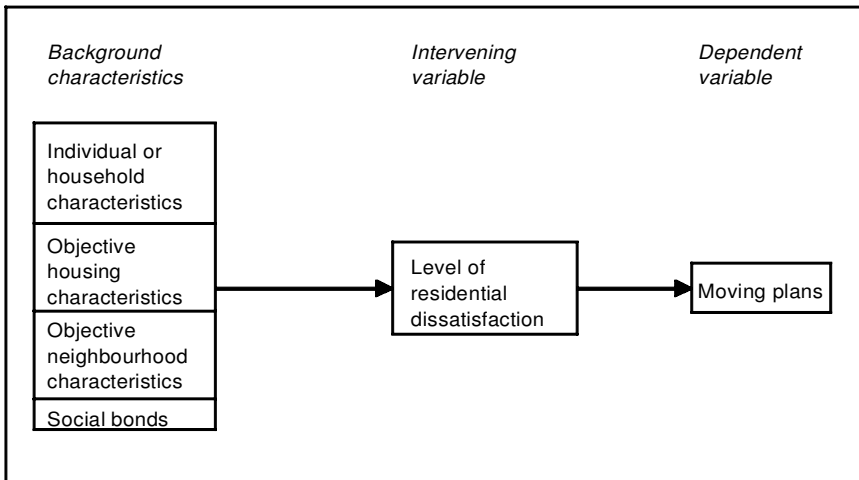 Background
characteristics
Intervening
variable
Dependent
variable
Individual or
household
characteristics
Objective
housing
characteristics
Objective
neighbourhood
characteristics
Social bonds
Level of
residential
dissatisfaction
Moving plans